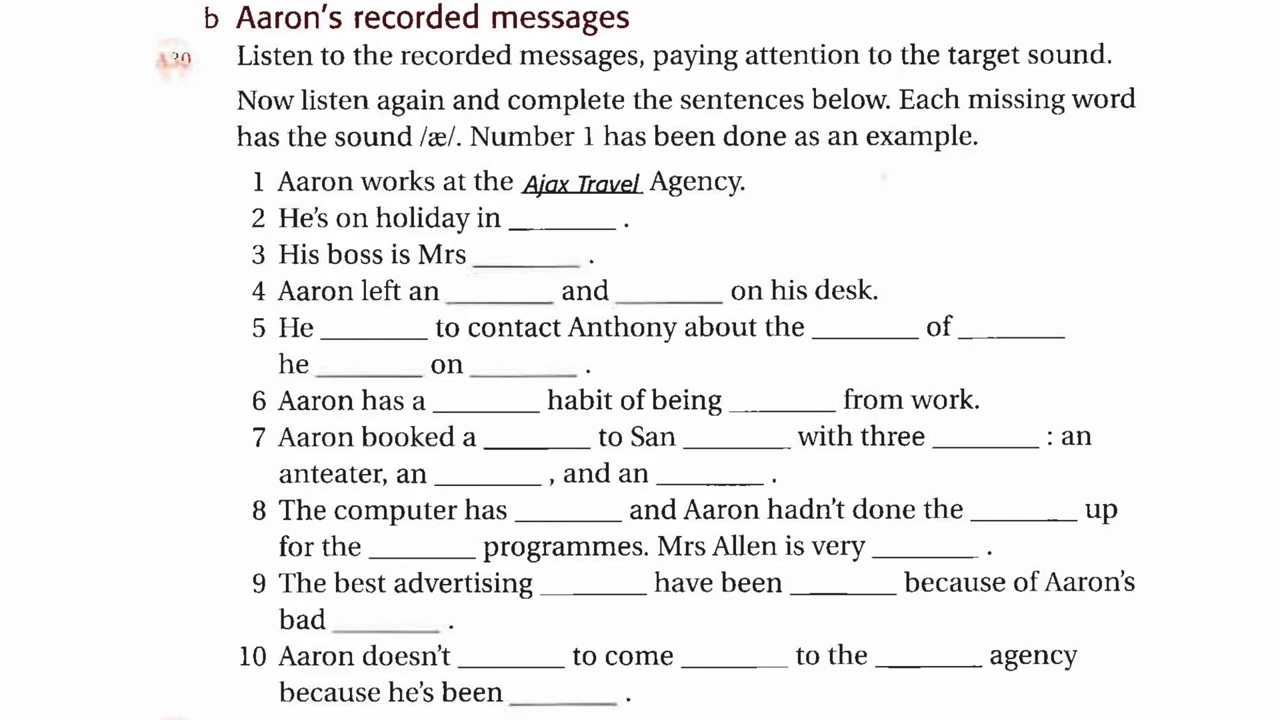 b Aaron's recorded messages
Listen to the recorded messages, paying attention to the target sound.
Now listen again and complete the sentences below. Each missing word
has the sound /æ/. Number 1 has been done as an example.
1 Aaron works at the Ajax Travel Agency.
2 He's on holiday in ________ .
3 His boss is Mrs ________ .
4 Aaron left an ________ and ________ on his desk.
5 He ________ to contact Anthony about the ________ of ________
he ________ on ________ .
6 Aaron has a ________ habit of being ________ from work.
7 Aaron booked a ________ to San ________ with three ________ : an
anteater, an ________ , and an ________ .
8 The computer has ________ and Aaron hadn't done the ________ up
for the ________ programmes. Mrs Allen is very ________ .
9 The best advertising ________ have been ________ because of Aaron's
bad ________ .
10 Aaron doesn't ________ to come ________ to the ________ agency
because he's been ________ .